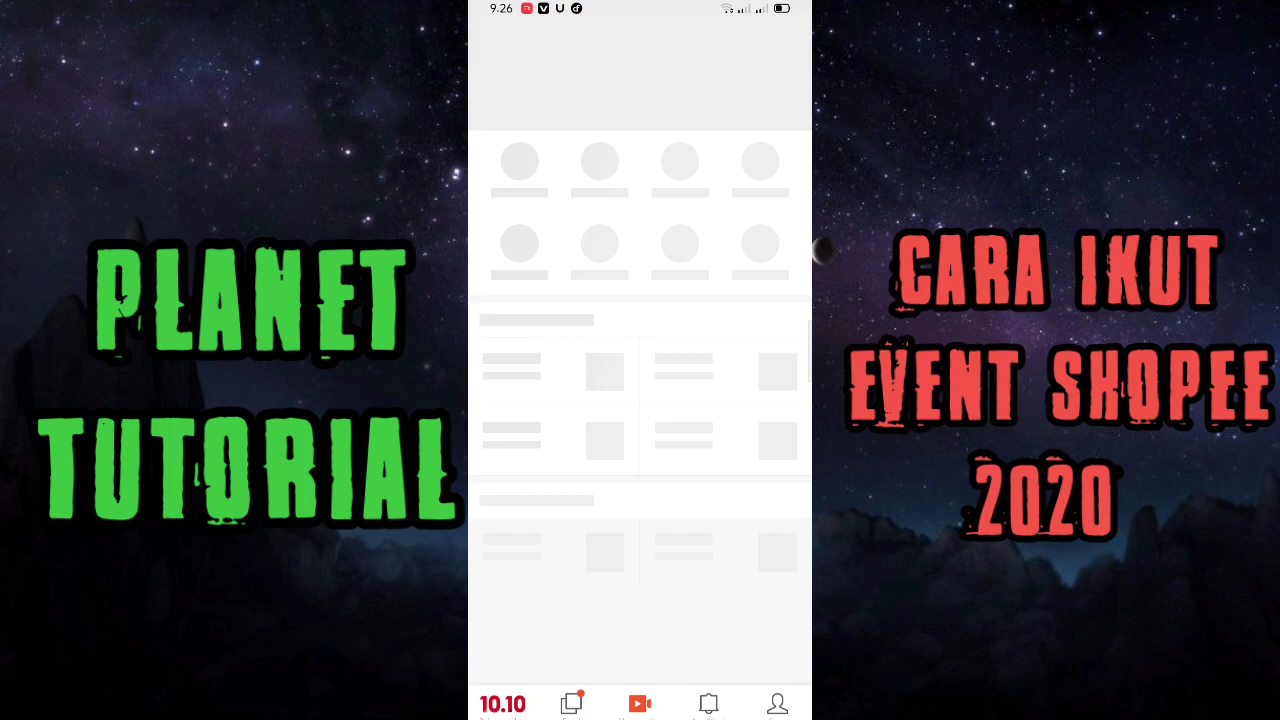 PLANET
TUTORIAL
9.26
CARA IKUT
EVENT SHOPEE
2020
10.10